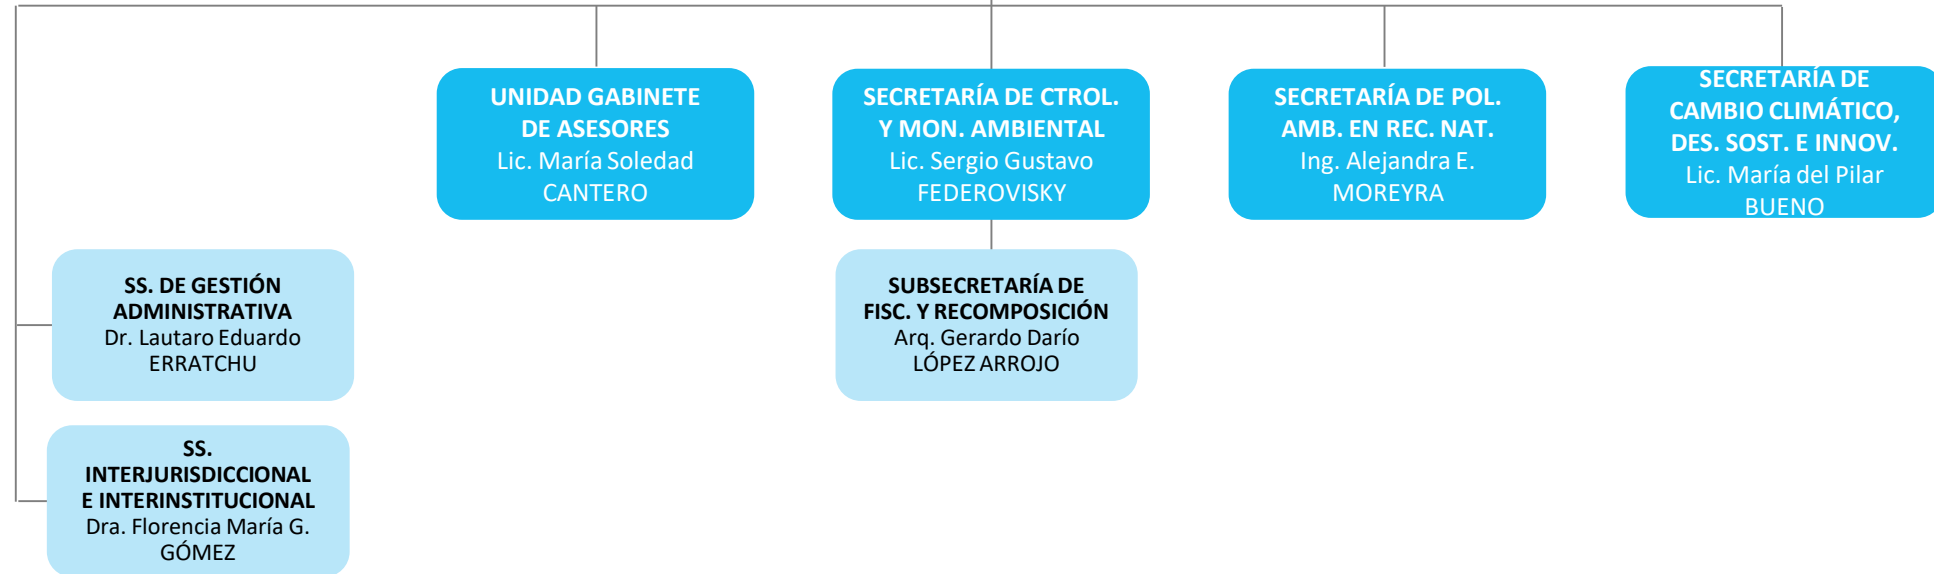 UNIDAD GABINETE
DE ASESORES
Lic. María Soledad
CANTERO
SECRETARÍA DE CTROL.
Y MON. AMBIENTAL
Lic. Sergio Gustavo
FEDEROVISKY
SECRETARÍA DE POL.
AMB. EN REC. NAT.
Ing. Alejandra E.
MOREYRA
SECRETARÍA DE
CAMBIO CLIMÁTICO,
DES. SOST. E INNOV.
Lic. María del Pilar
BUENO
SS. DE GESTIÓN
ADMINISTRATIVA
Dr. Lautaro Eduardo
ERRATCHU
SUBSECRETARÍA DE
FISC. Y RECOMPOSICIÓN
Arq. Gerardo Darío
LÓPEZ ARROJO
SS.
INTERJURISDICCIONAL
E INTERINSTITUCIONAL
Dra. Florencia María G.
GÓMEZ